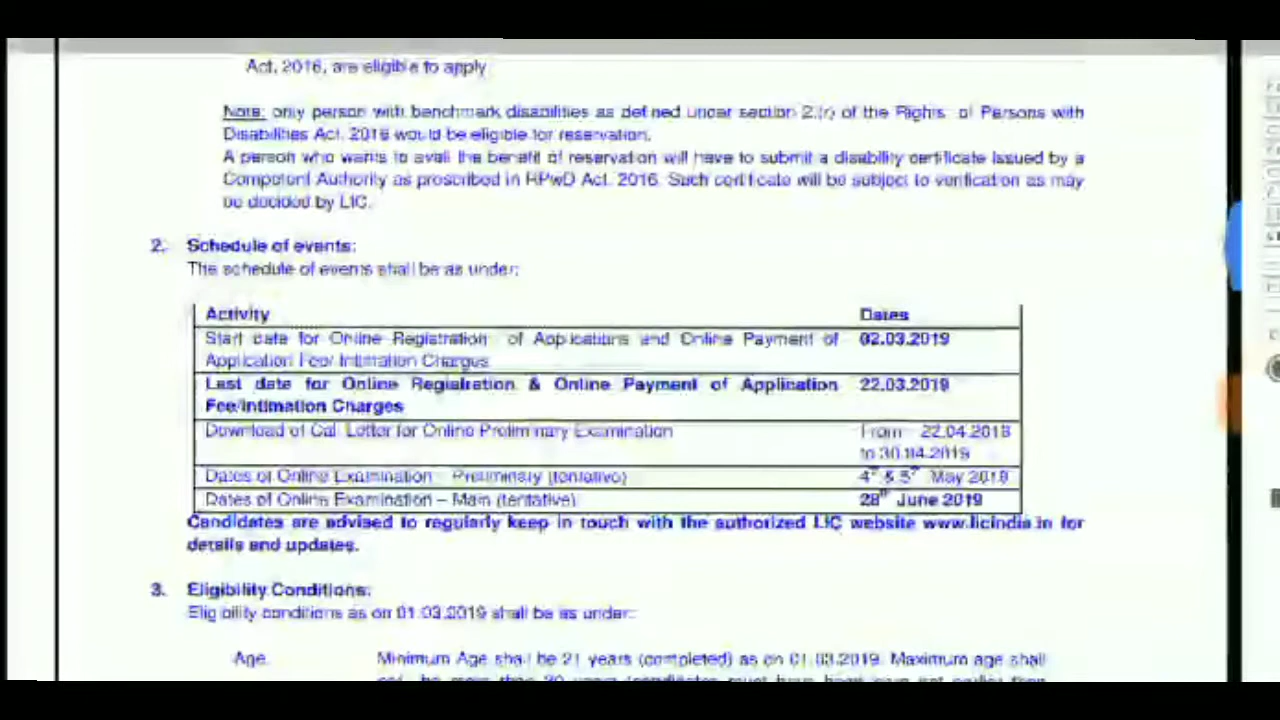 Act, 2016, are eligible to apply
Note: only person with benchmark disabilities as defined under section 2.(r) of the Rights of Persons with
Disabilities Act, 2016 would be eligible for reservation.
A person who wants to avail the benefit of reservation will have to submit a disability certificate issued by a
Competent Authority as prescribed in RPwD Act, 2016. Such certificate will be subject to verification as may
be decided by LIC.
2. Schedule of events:
The schedule of events shall be as under:
Activity Dates
Start date for Online Registration of Applications and Online Payment of 02.03.2019
Application Fee/Intimation Charges
Last date for Online Registration & Online Payment of Application 22.03.2019
Fee/Intimation Charges
Download of Call Letter for Online Preliminary Examination From 22.04.2019
to 30.04.2019
Dates of Online Examination – Preliminary (tentative) 4th & 5th May 2019
Dates of Online Examination – Main (tentative) 28th June 2019
Candidates are advised to regularly keep in touch with the authorized LIC website www.licindia.in for
details and updates.
3. Eligibility Conditions:
Eligibility conditions as on 01.03.2019 shall be as under:
Age Minimum Age shall be 21 years (completed) as on 01.03.2019. Maximum age shall